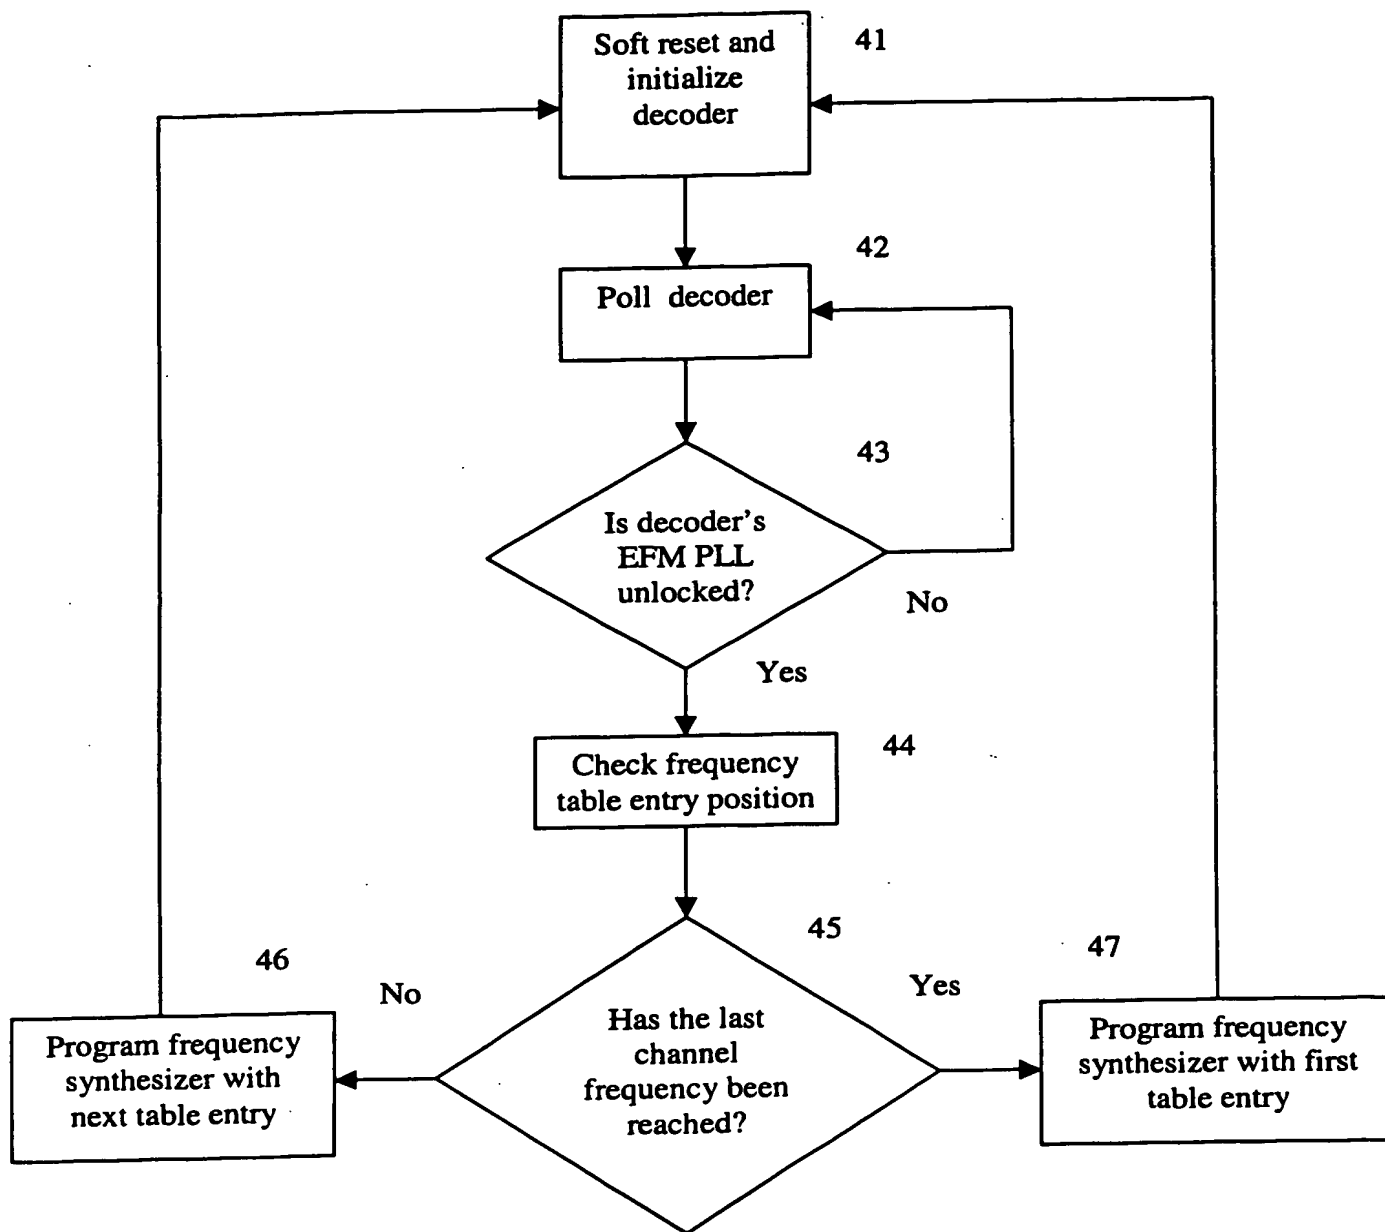 Soft reset and
initialize
decoder
41
42
Poll decoder
43
Is decoder's
EFM PLL
unlocked?
No
Yes
44
Check frequency
table entry position
45
46
47
No
Yes
Has the last
channel
frequency been
reached?
Program frequency
synthesizer with
next table entry
Program frequency
synthesizer with first
table entry